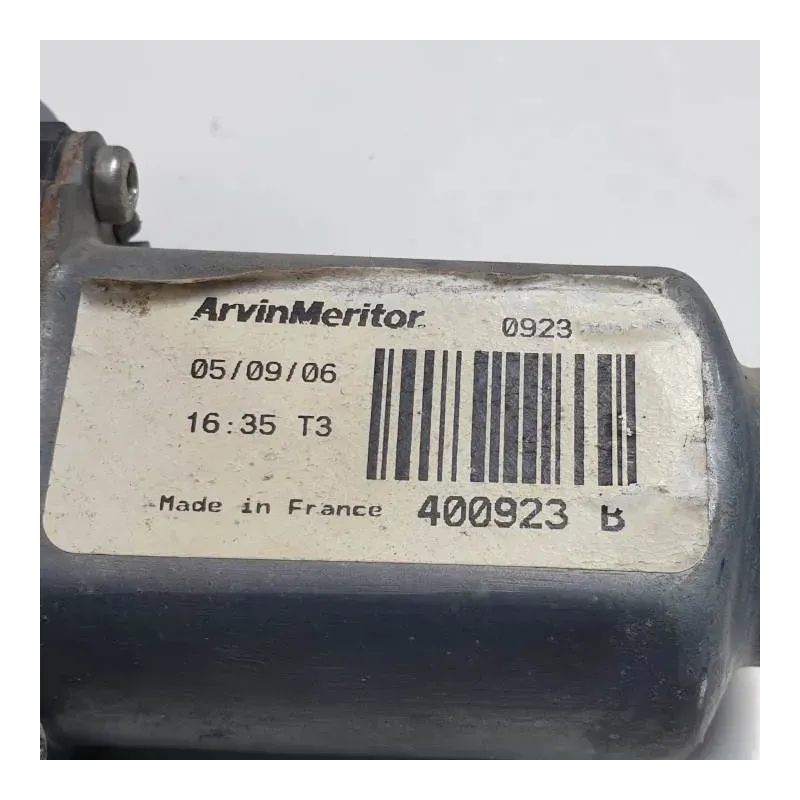 ArvinMeritor 0923
05/09/06
16:35 T3
Made in France 400923 B